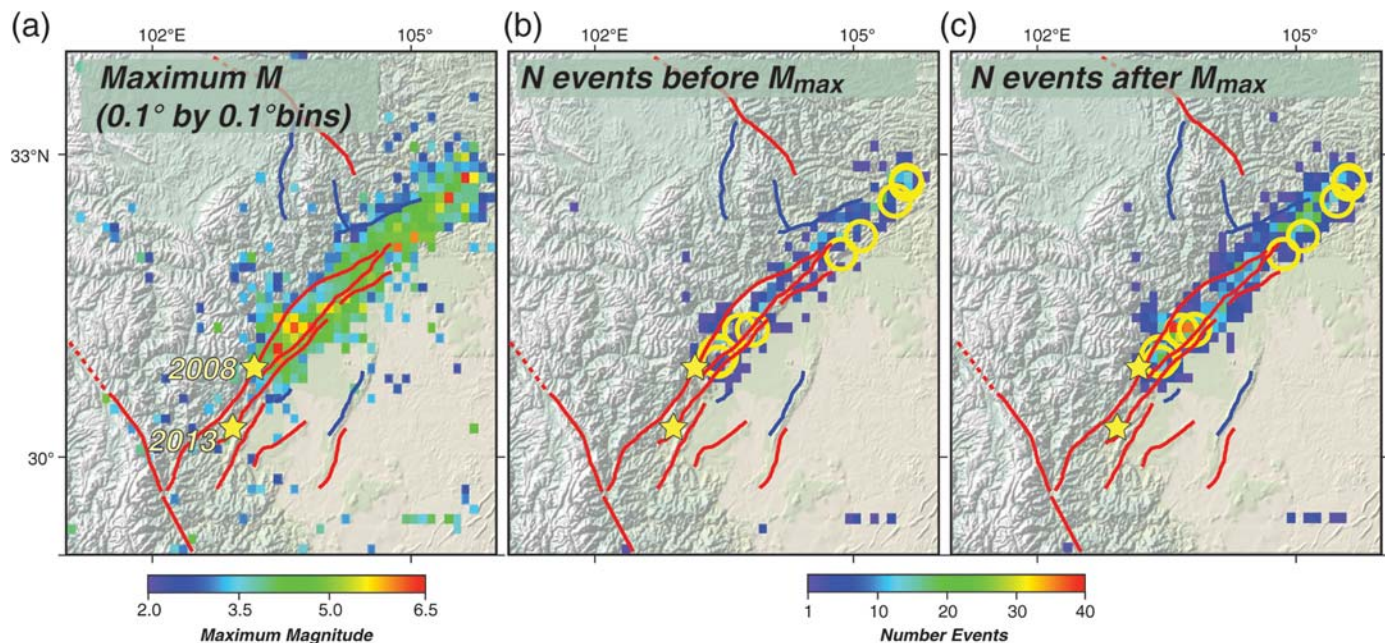 (a)
(b)
(c)
102°E
105°
102°
105°
102°
105°
Maximum M
(0.1° by 0.1°bins)
N events before Mmax
N events after Mmax
33°N
2008
2013
30°
2.0
3.5
5.0
6.5
Maximum Magnitude
1
10
20
30
40
Number Events